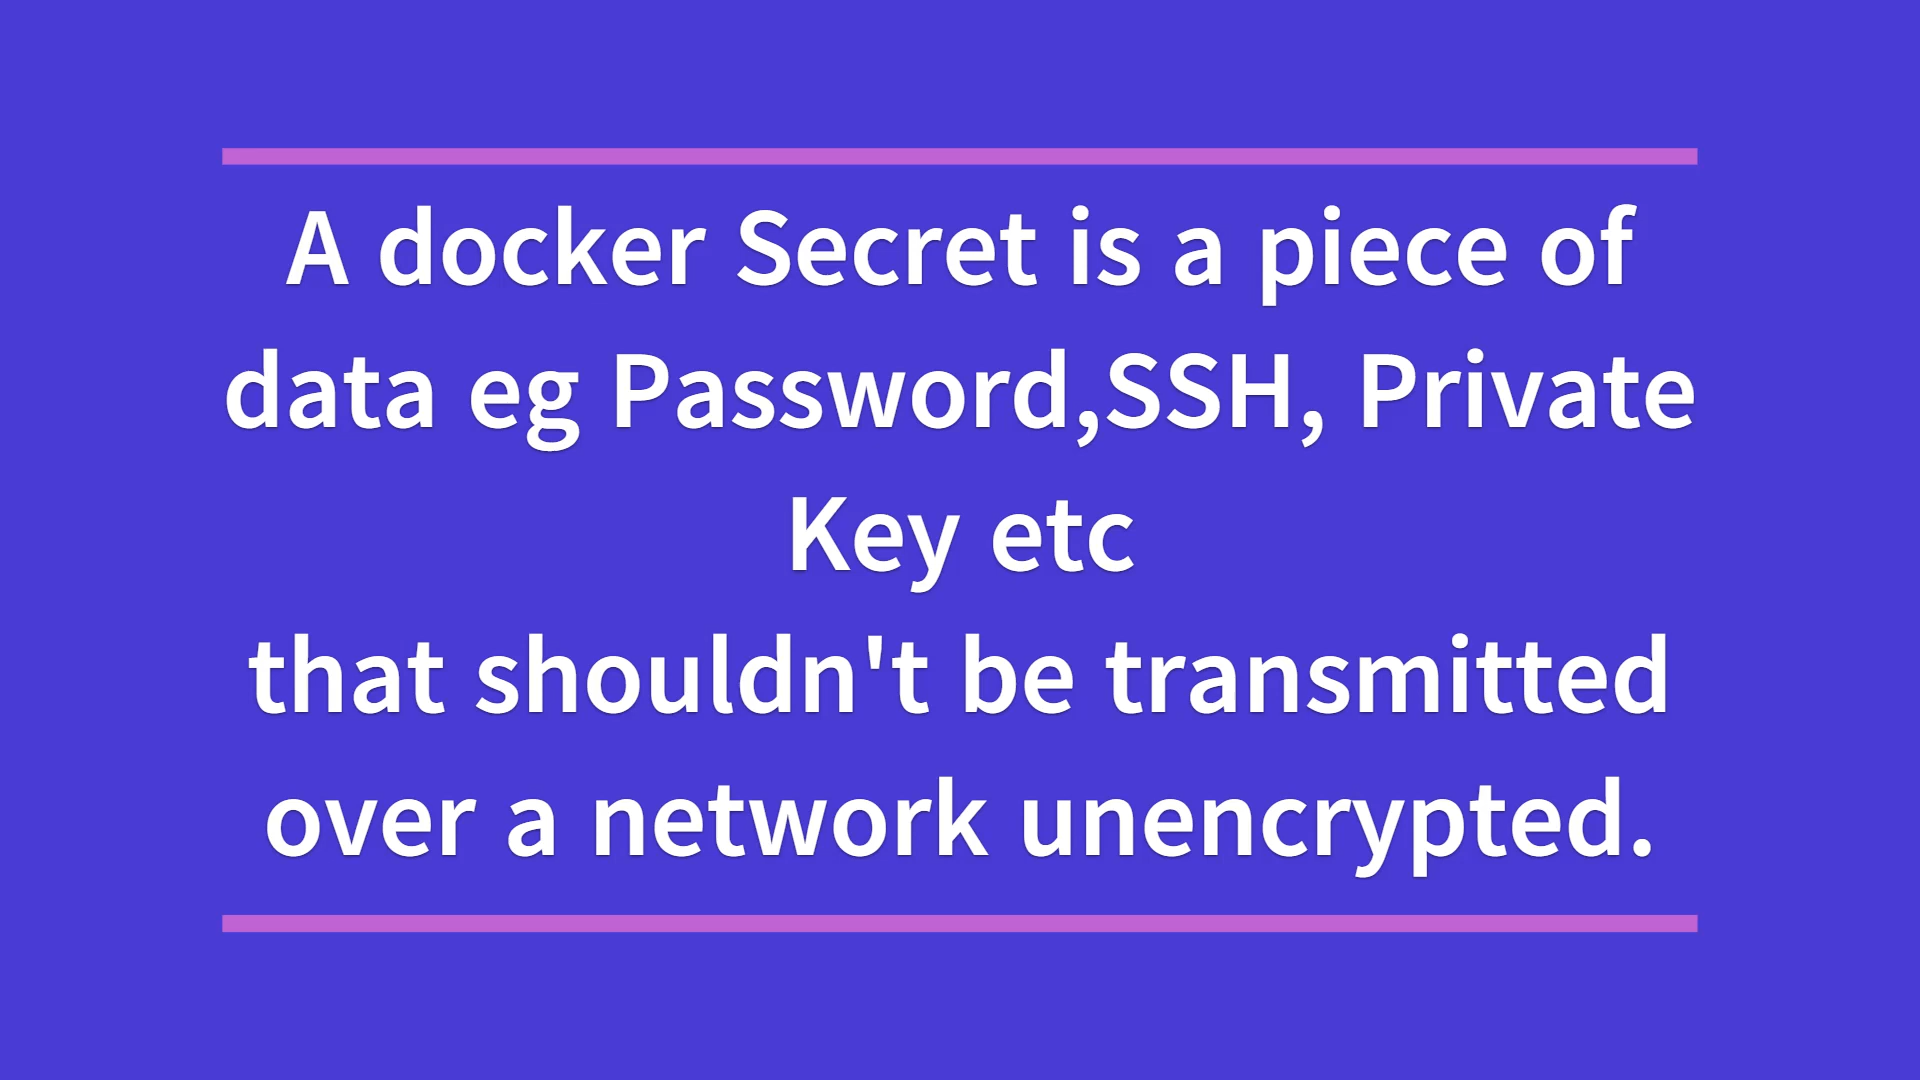 A docker Secret is a piece of
data eg Password,SSH, Private
Key etc
that shouldn't be transmitted
over a network unencrypted.